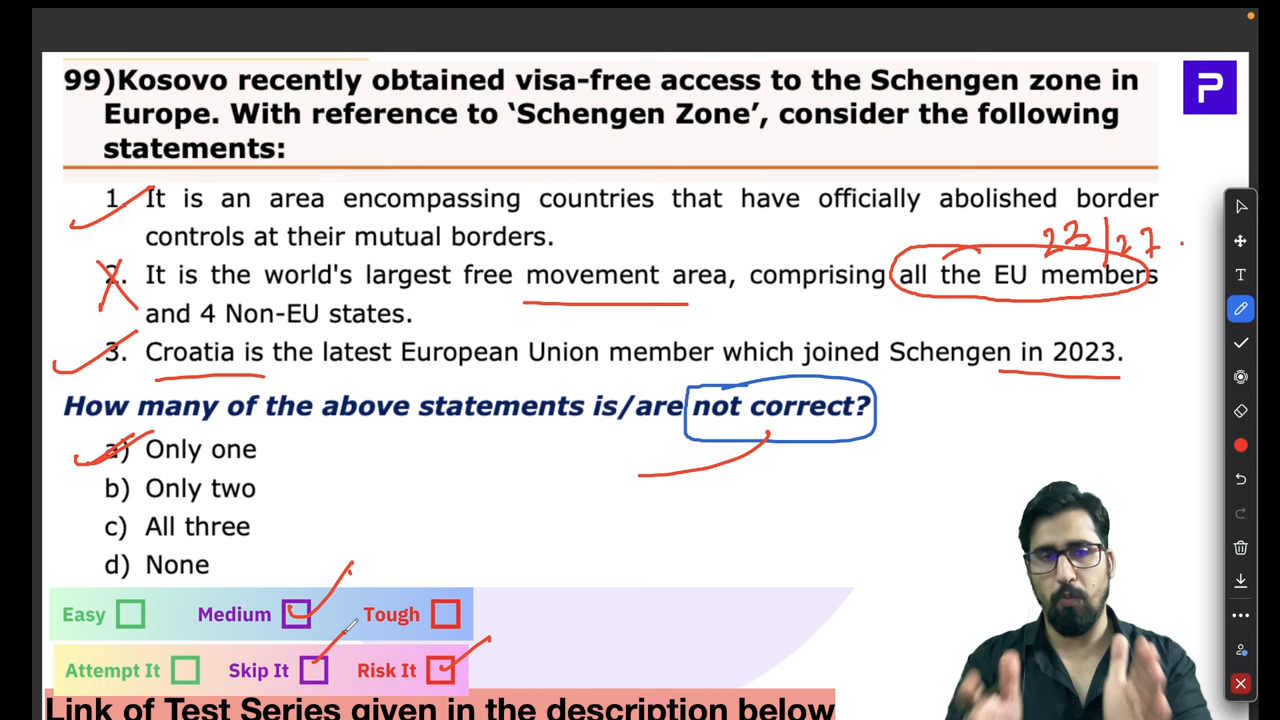 99)Kosovo recently obtained visa-free access to the Schengen zone in
Europe. With reference to ‘Schengen Zone’, consider the following
statements:
1. It is an area encompassing countries that have officially abolished border
controls at their mutual borders.
23/27
2. It is the world's largest free movement area, comprising all the EU members
and 4 Non-EU states.
3. Croatia is the latest European Union member which joined Schengen in 2023.
How many of the above statements is/are not correct?
a) Only one
b) Only two
c) All three
d) None
Easy Medium Tough
Attempt It Skip It Risk It
Link of Test Series given in the description below
P
T